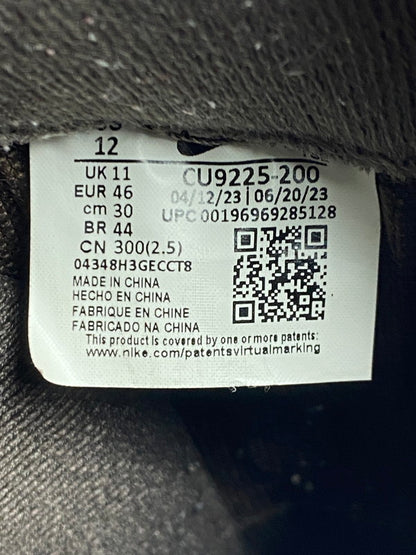 12
UK 11
EUR 46
cm 30
BR 44
CN 300(2.5)
04348H3GECCT8
CU9225-200
04/12/23 | 06/20/23
UPC 00196969285128
MADE IN CHINA
HECHO EN CHINA
FABRIQUE EN CHINE
FABRICADO NA CHINA
This product is covered by one or more patents:
www.nike.com/patentsvirtualmarking